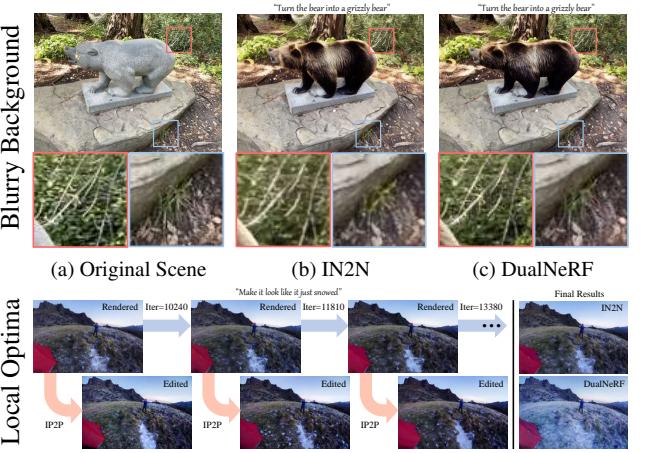 "Turn the bear into a grizzly bear"
"Turn the bear into a grizzly bear"
Blurry Background
(a) Original Scene
(b) IN2N
(c) DualNeRF
Local Optima
"Make it look like it just snowed"
Final Results
Rendered
Iter=10240
Rendered
Iter=11810
Rendered
Iter=13380
...
IN2N
IP2P
Edited
IP2P
Edited
IP2P
Edited
DualNeRF